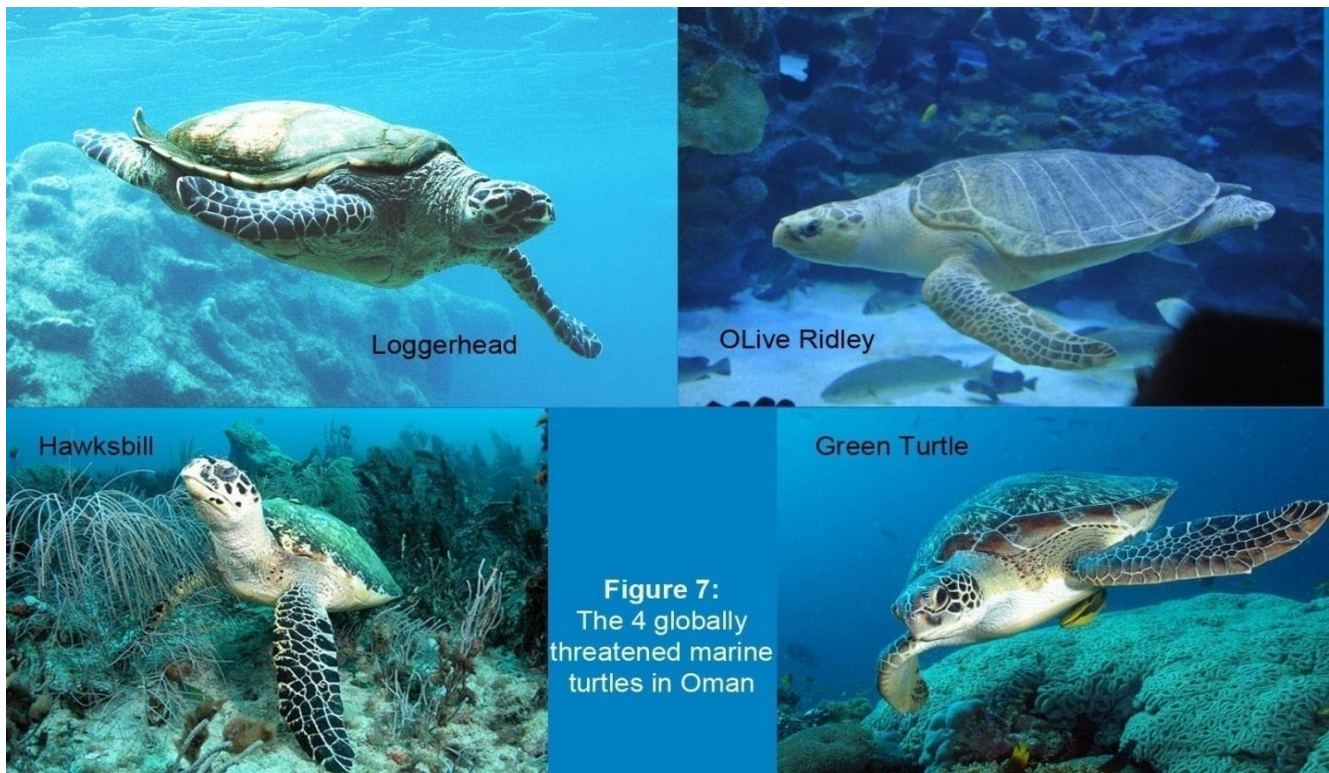 Loggerhead
OLive Ridley
Hawksbill
Green Turtle
Figure 7:
The 4 globally
threatened marine
turtles in Oman